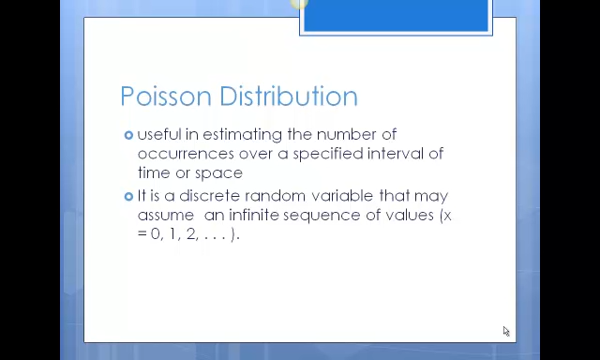 Poisson Distribution
useful in estimating the number of
occurrences over a specified interval of
time or space
It is a discrete random variable that may
assume an infinite sequence of values (x
= 0, 1, 2, . . . ).